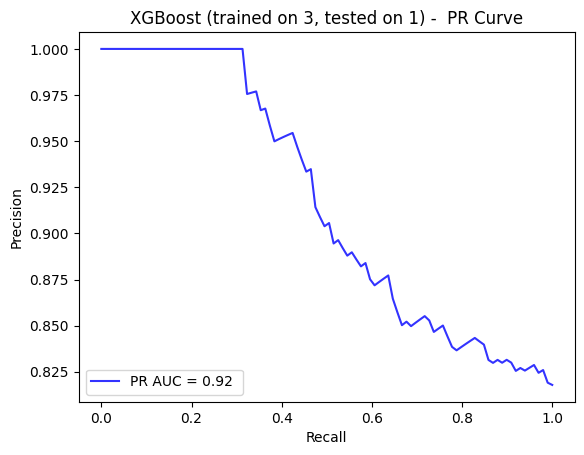 XGBoost (trained on 3, tested on 1) -  PR Curve
1.000
0.975
0.950
0.925
0.900
0.875
0.850
0.825
Precision
PR AUC = 0.92
0.0 0.2 0.4 0.6 0.8 1.0
Recall